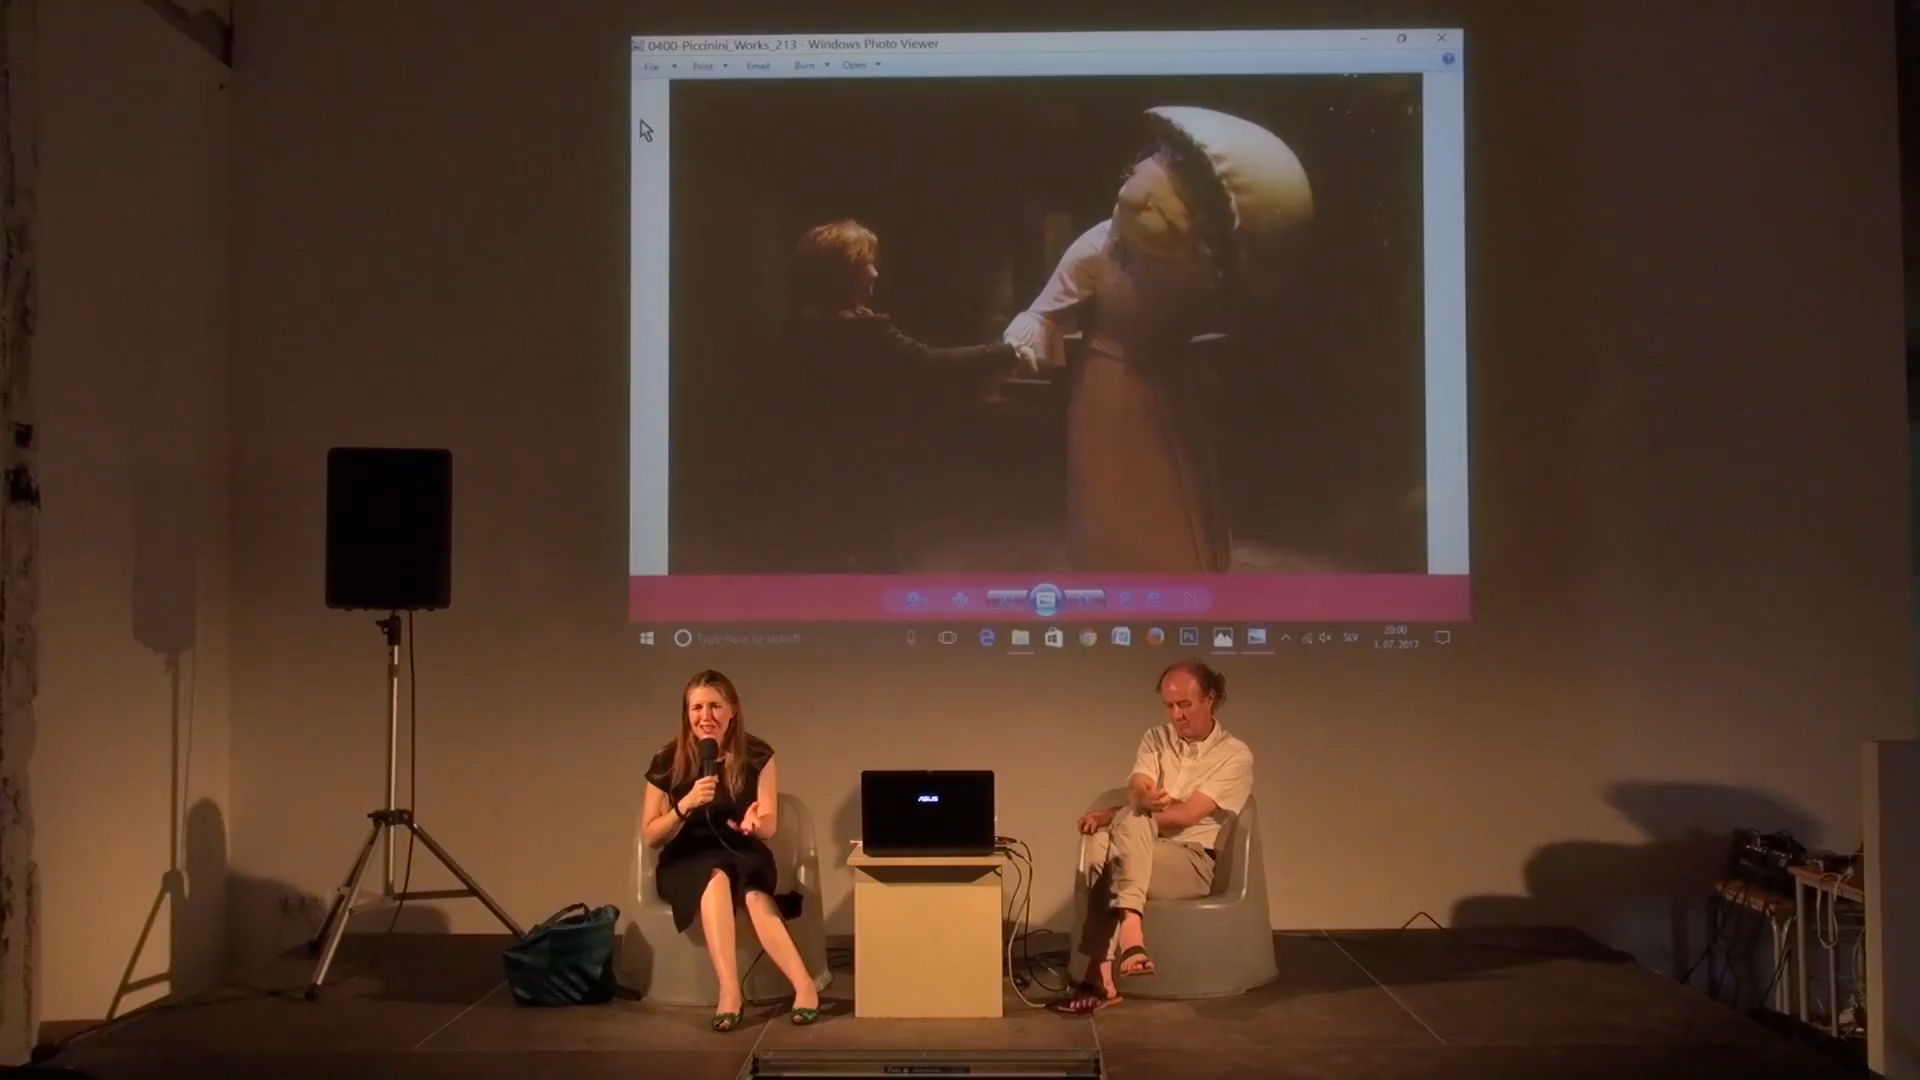 0400-Piccinini_Works_213 - Windows Photo Viewer
File Print Email Burn Open
Type here to search
SLV
20:00
1. 07. 2017
Ps
ASUS